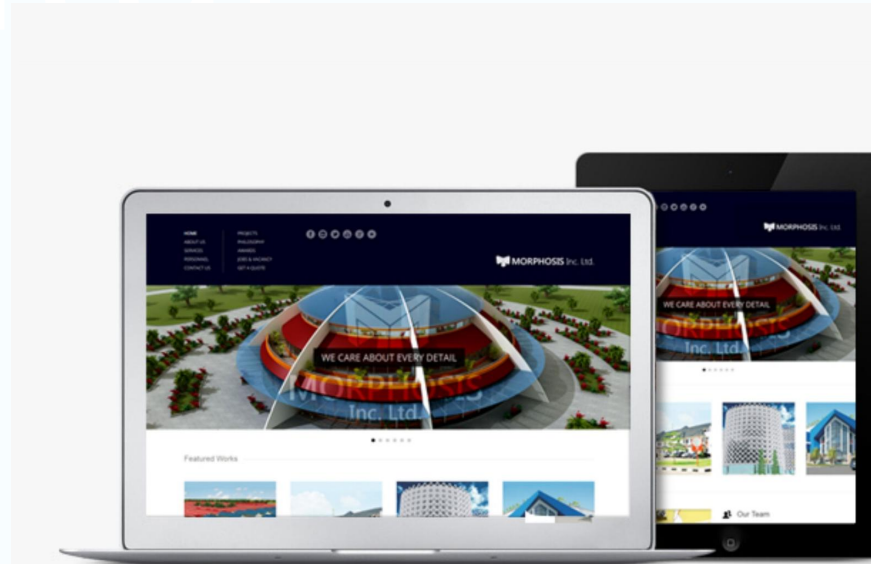 HOME
ABOUT US
SERVICES
PERSONNEL
CONTACT US
PROJECTS
PHILOSOPHY
AWARDS
JOBS & VACANCY
GET A QUOTE
MORPHOSIS Inc. Ltd.
WE CARE ABOUT EVERY DETAIL
MORPHOSIS
Inc. Ltd.
Featured Works
MORPHOSIS Inc. Ltd.
WE CARE ABOUT EVERY DETAIL
MORPHOSIS
Inc. Ltd.
Our Team